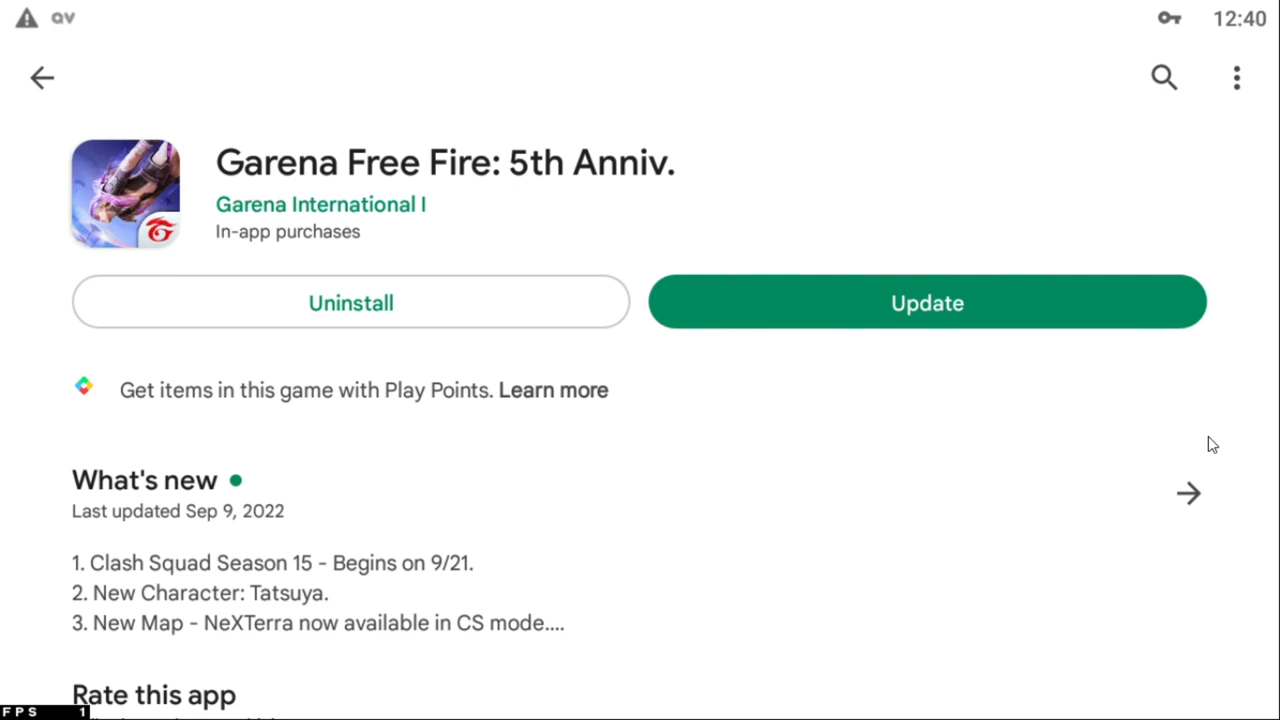 av
12:40
Garena Free Fire: 5th Anniv.
Garena International I
In-app purchases
Uninstall
Update
Get items in this game with Play Points. Learn more
What's new
Last updated Sep 9, 2022
1. Clash Squad Season 15 - Begins on 9/21.
2. New Character: Tatsuya.
3. New Map - NeXTerra now available in CS mode....
Rate this app
FPS 1